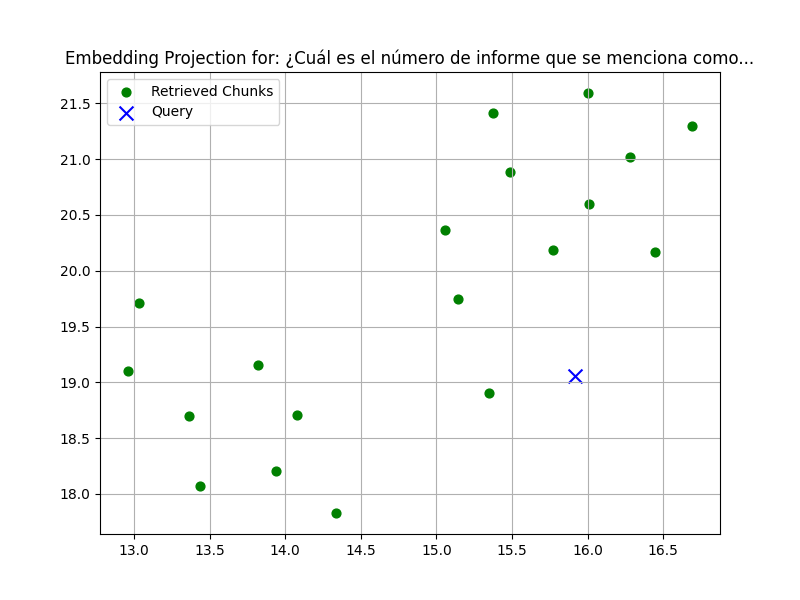 Embedding Projection for: ¿Cuál es el número de informe que se menciona como...
Retrieved Chunks
Query
21.5
21.0
20.5
20.0
19.5
19.0
18.5
18.0
13.0 13.5 14.0 14.5 15.0 15.5 16.0 16.5